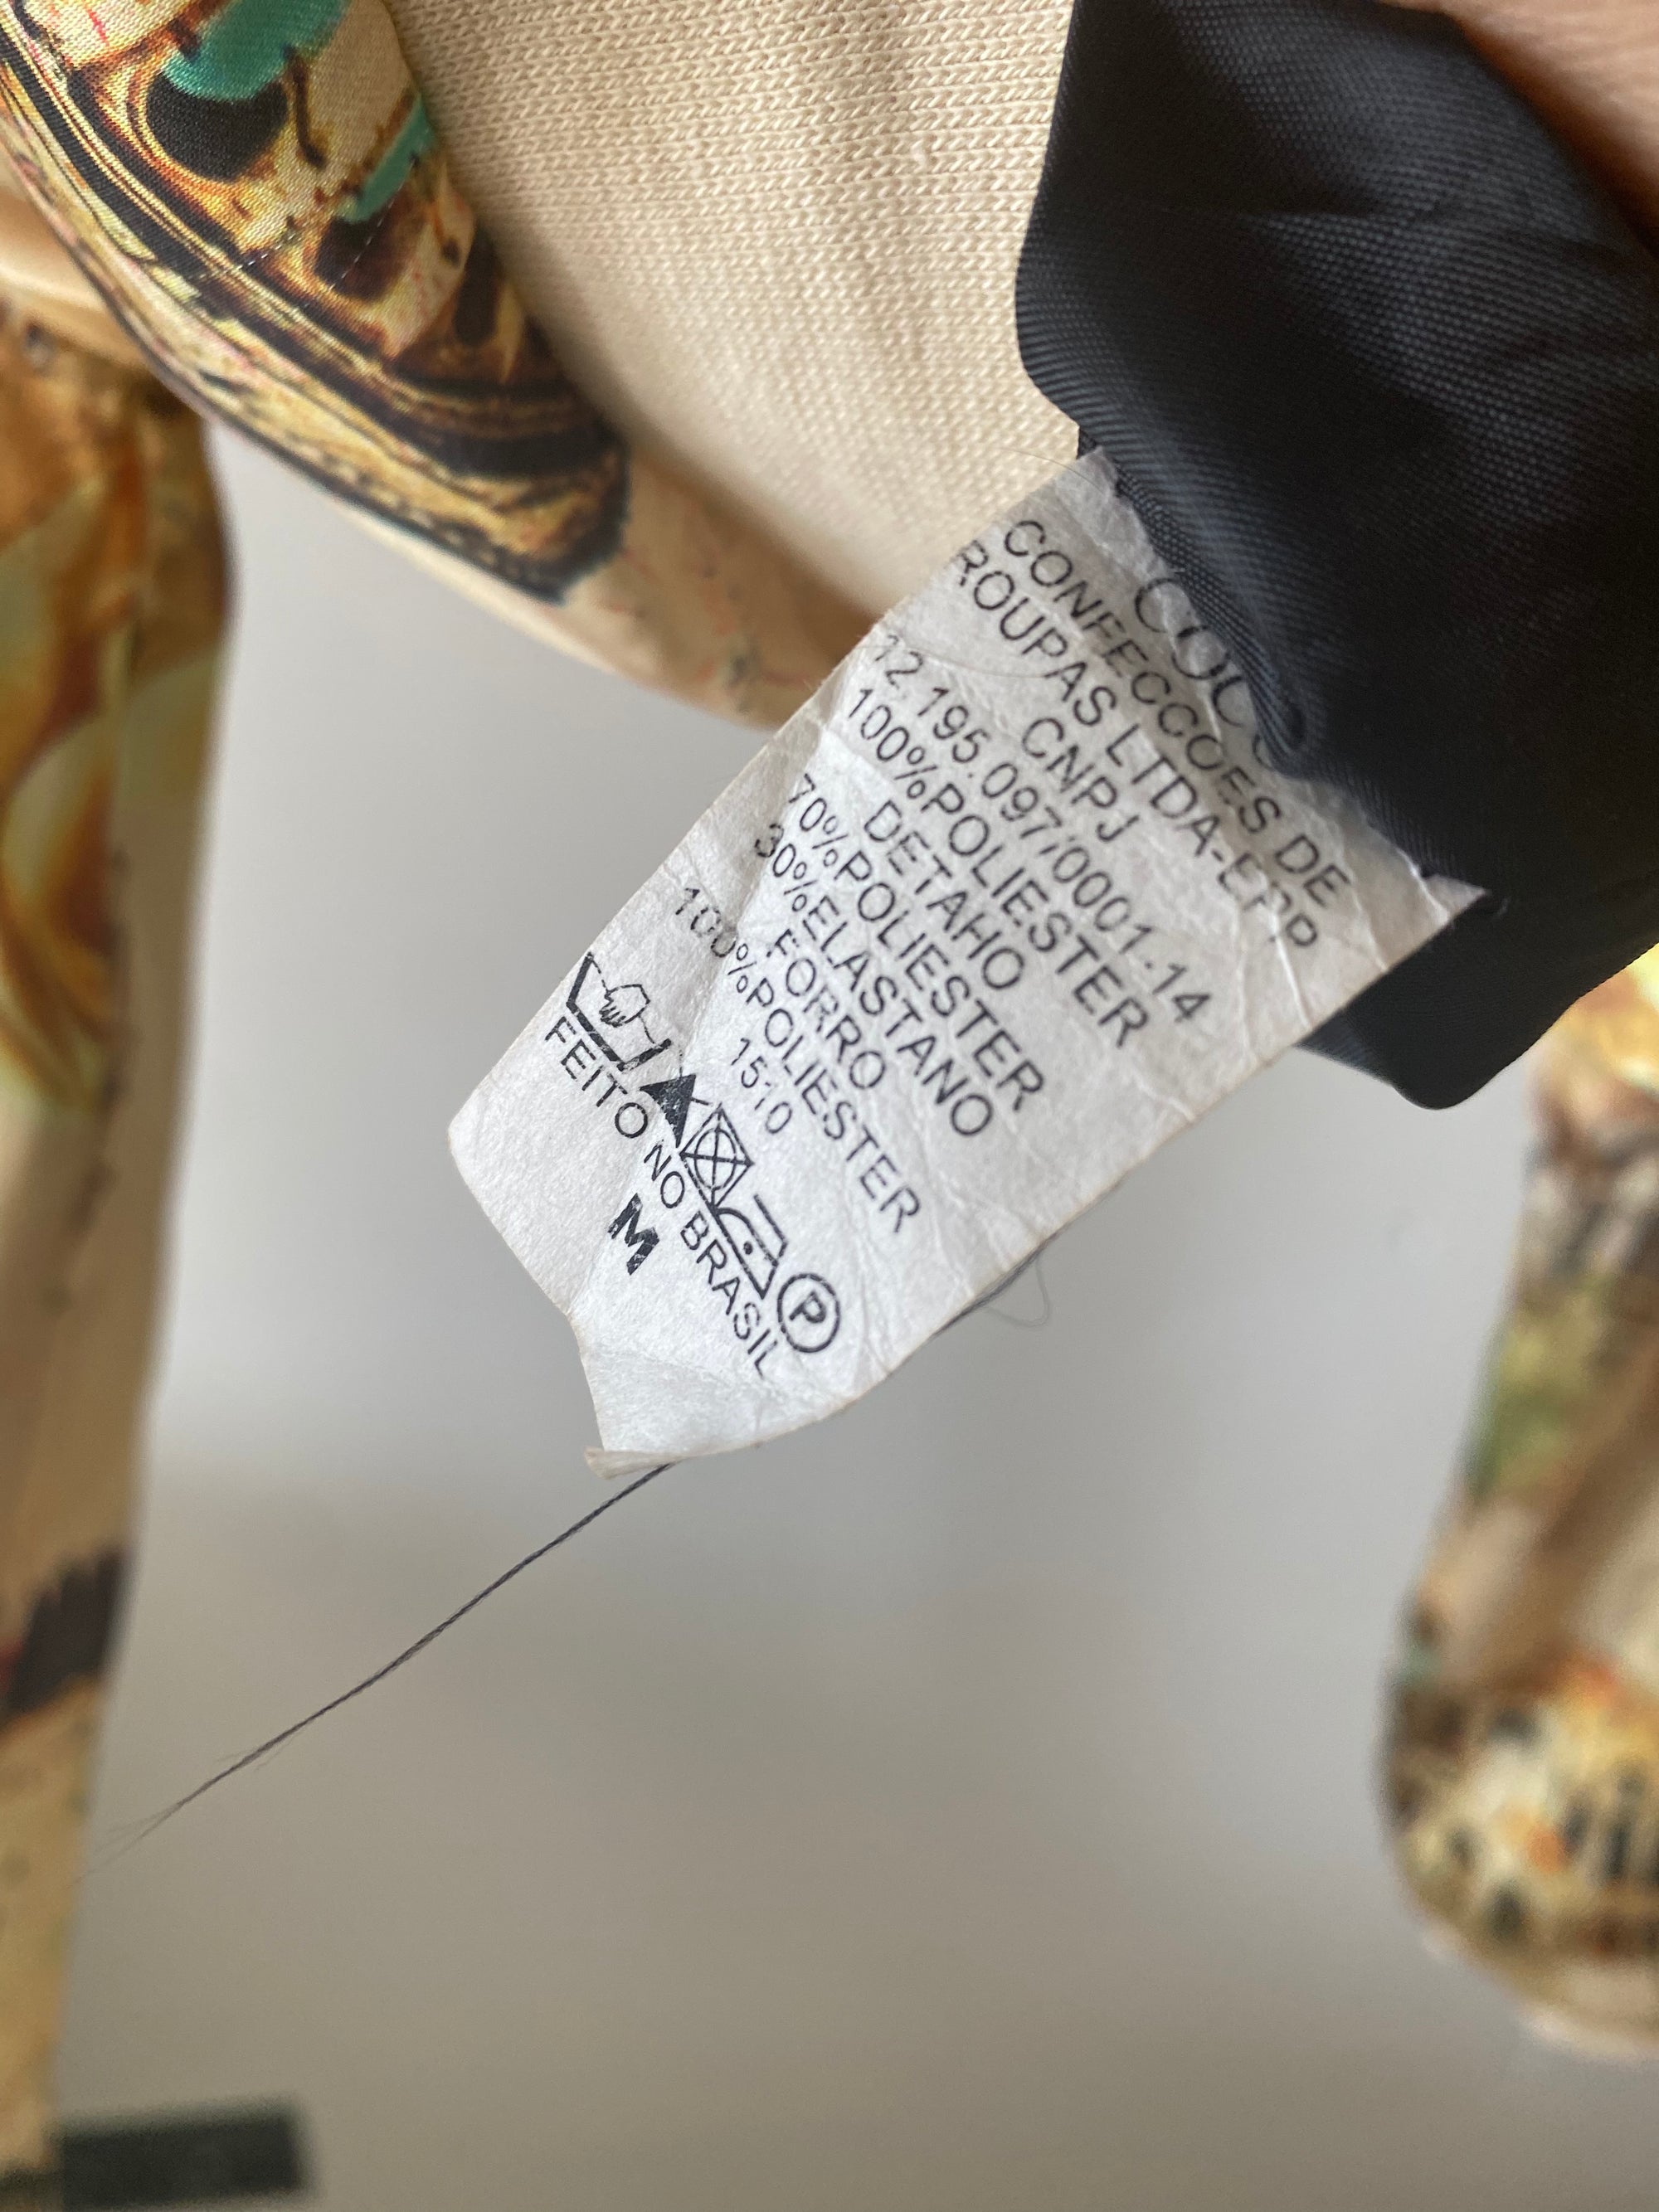 CONFECCOES DE
ROUPAS LTDA-EPP
CNPJ
12.195.097/0001-14
100%POLIESTER
DETAHO
70%POLIESTER
30%ELASTANO
FORRO
100%POLIESTER
1510
P
FEITO NO BRASIL
M